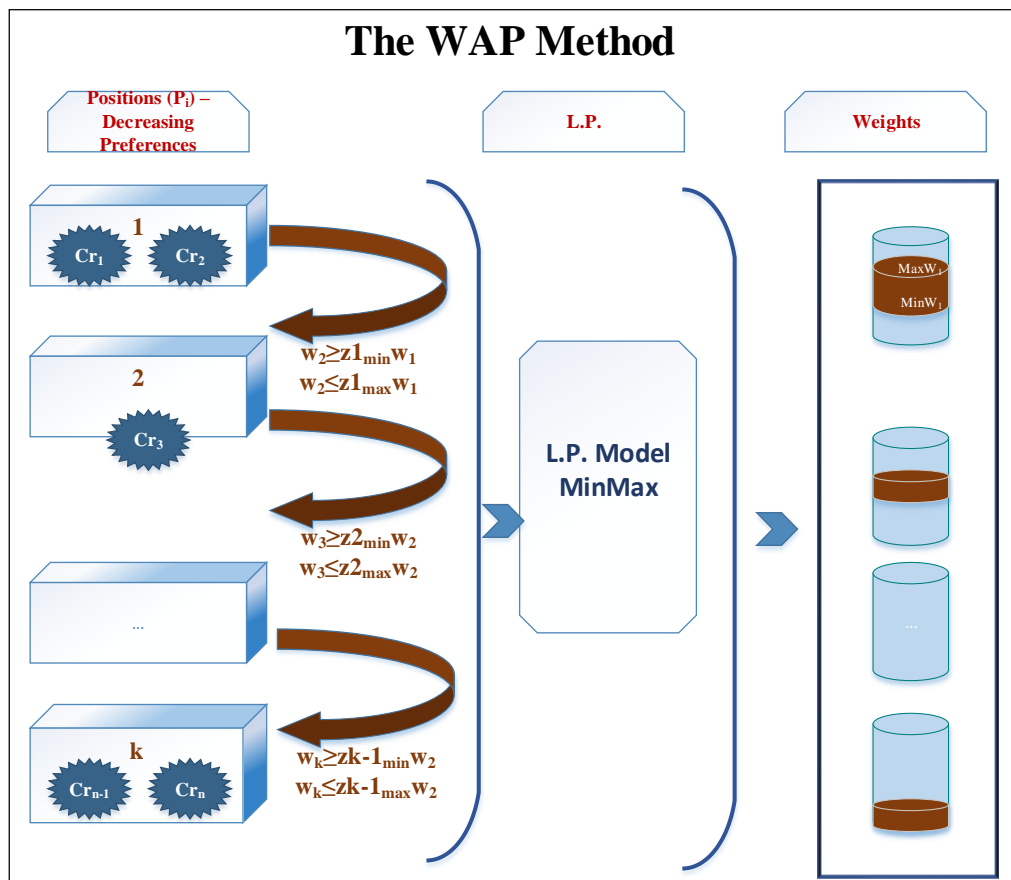 The WAP Method
Positions (Pᵢ) –
Decreasing
Preferences
L.P.
Weights
1
Cr₁
Cr₂
w₂≥z1ₘᵢₙw₁
w₂≤z1ₘₐₓw₁
2
Cr₃
w₃≥z2ₘᵢₙw₂
w₃≤z2ₘₐₓw₂
...
k
Crₙ₋₁
Crₙ
wₖ≥zk-1ₘᵢₙw₂
wₖ≤zk-1ₘₐₓw₂
L.P. Model
MinMax
MaxW₁
MinW₁
...